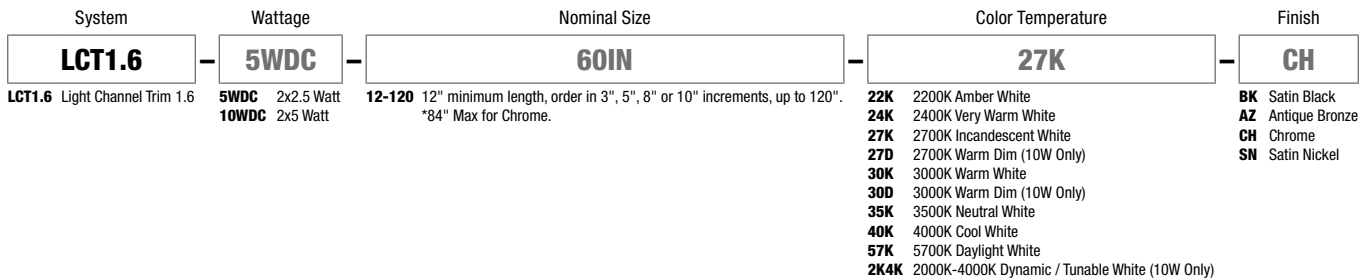 System
Wattage
Nominal Size
Color Temperature
Finish
LCT1.6 – 5WDC – 60IN – 27K – CH
LCT1.6 Light Channel Trim 1.6
5WDC 2x2.5 Watt
10WDC 2x5 Watt
12-120 12" minimum length, order in 3", 5", 8" or 10" increments, up to 120".
*84" Max for Chrome.
22K 2200K Amber White
24K 2400K Very Warm White
27K 2700K Incandescent White
27D 2700K Warm Dim (10W Only)
30K 3000K Warm White
30D 3000K Warm Dim (10W Only)
35K 3500K Neutral White
40K 4000K Cool White
57K 5700K Daylight White
2K4K 2000K-4000K Dynamic / Tunable White (10W Only)
BK Satin Black
AZ Antique Bronze
CH Chrome
SN Satin Nickel